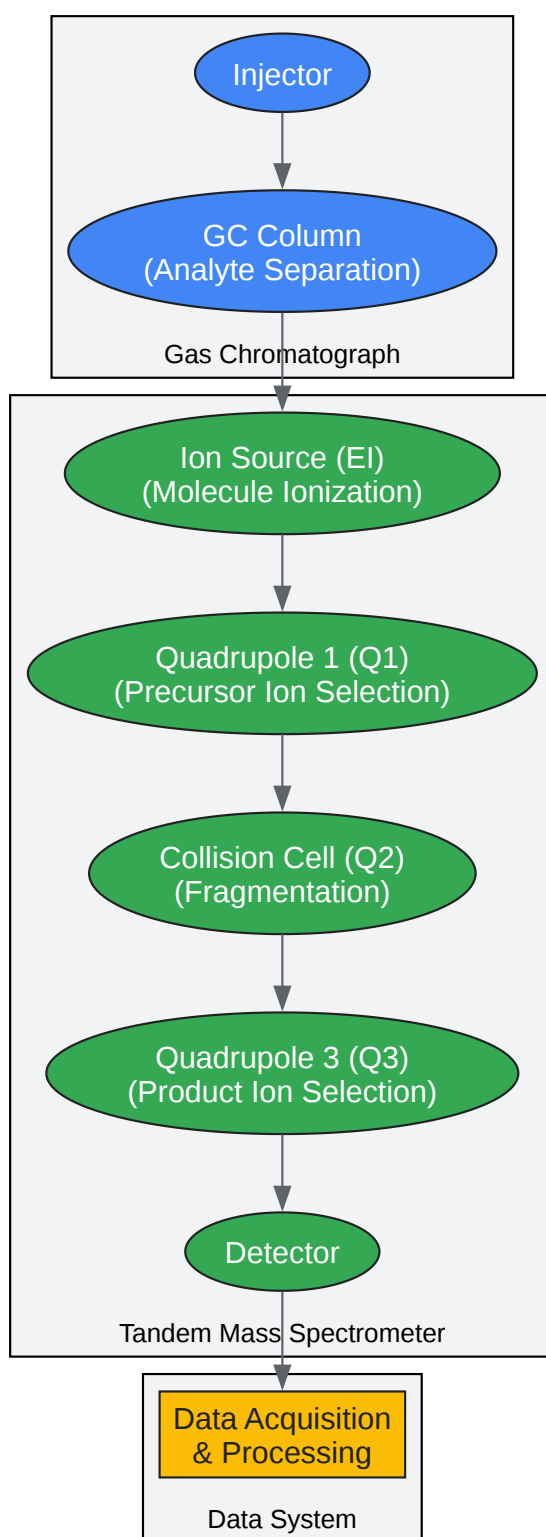 Injector
GC Column
(Analyte Separation)
Gas Chromatograph
Ion Source (EI)
(Molecule Ionization)
Quadrupole 1 (Q1)
(Precursor Ion Selection)
Collision Cell (Q2)
(Fragmentation)
Quadrupole 3 (Q3)
(Product Ion Selection)
Detector
Tandem Mass Spectrometer
Data Acquisition
& Processing
Data System